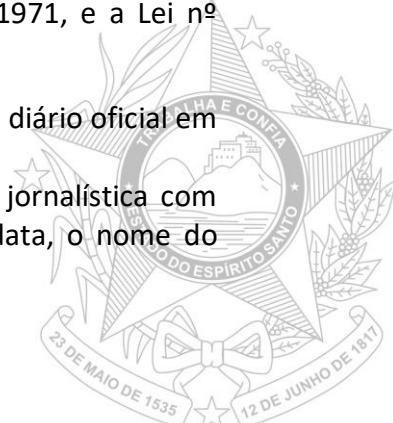 1971, e a Lei nº
diário oficial em
jornalística com
data, o nome do
TRABALHA E CONFIA
ESTADO DO ESPÍRITO SANTO
23 DE MAIO DE 1535
12 DE JUNHO DE 1817